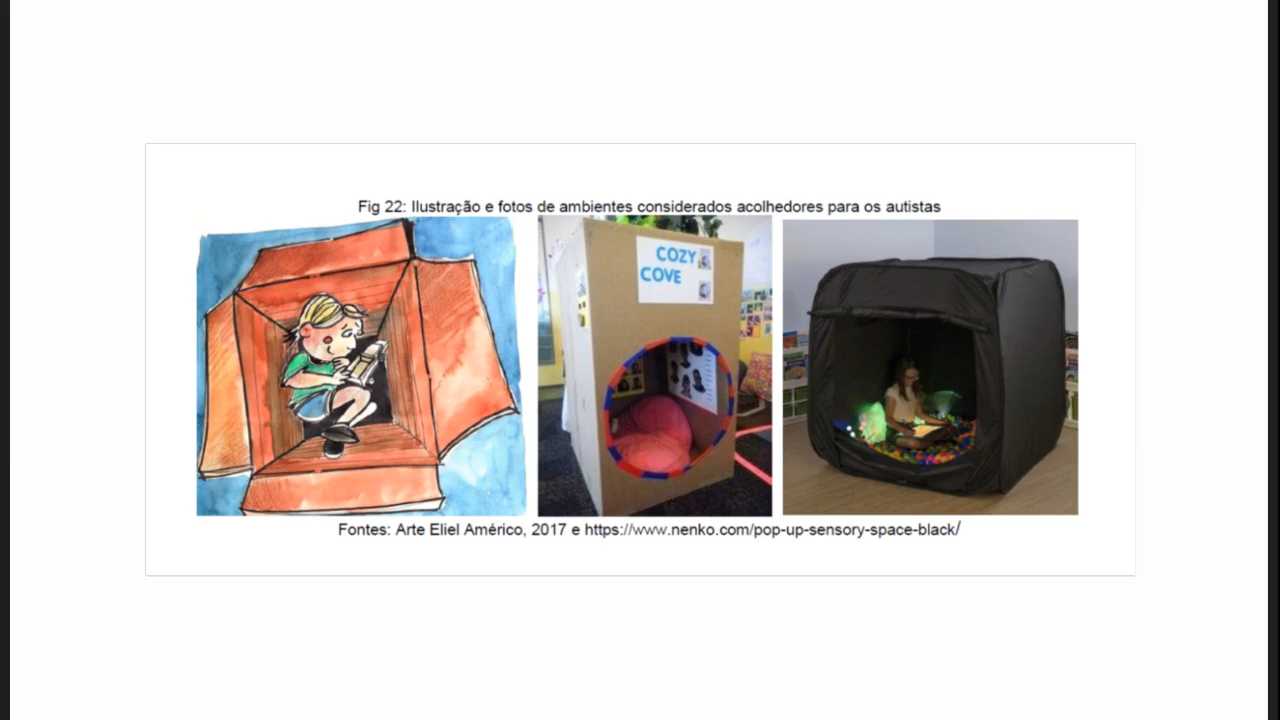 Fig 22: Ilustração e fotos de ambientes considerados acolhedores para os autistas
COZY
COVE
Fontes: Arte Eliel Américo, 2017 e https://www.nenko.com/pop-up-sensory-space-black/